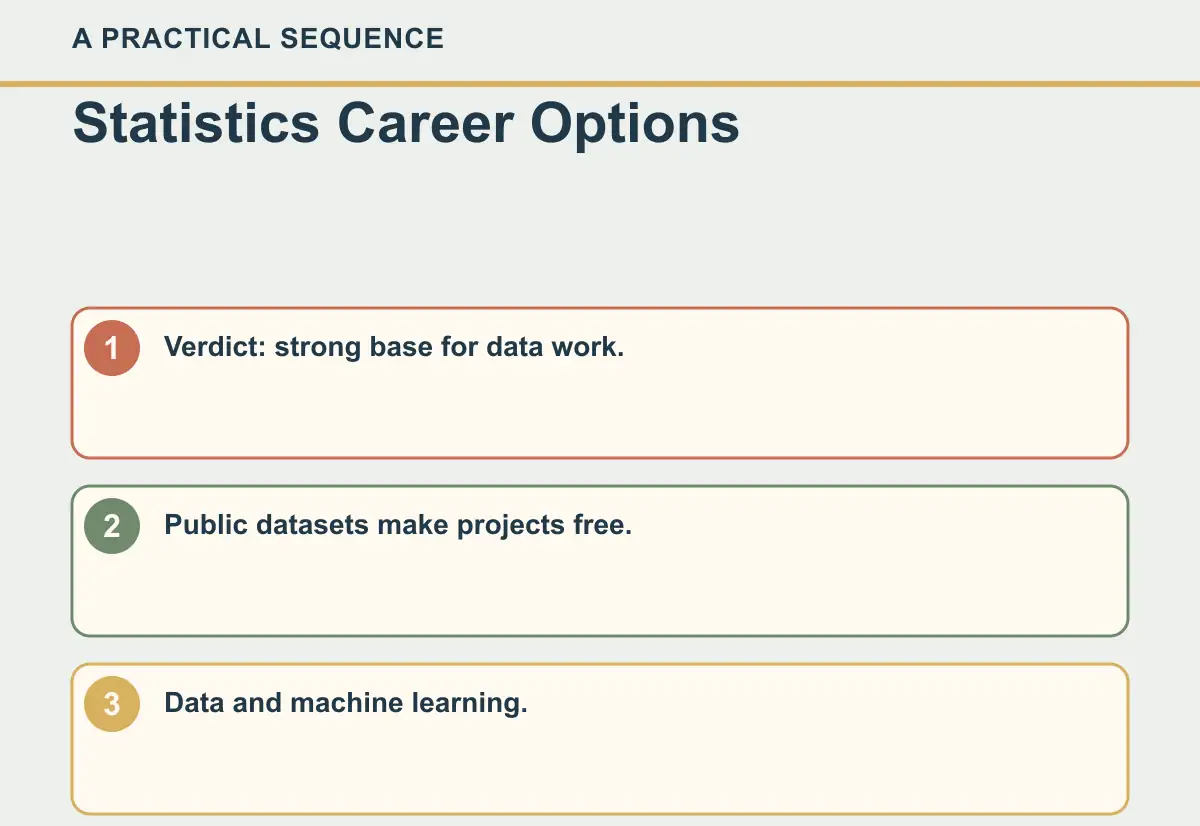 A PRACTICAL SEQUENCE
Statistics Career Options
1
Verdict: strong base for data work.
2
Public datasets make projects free.
3
Data and machine learning.